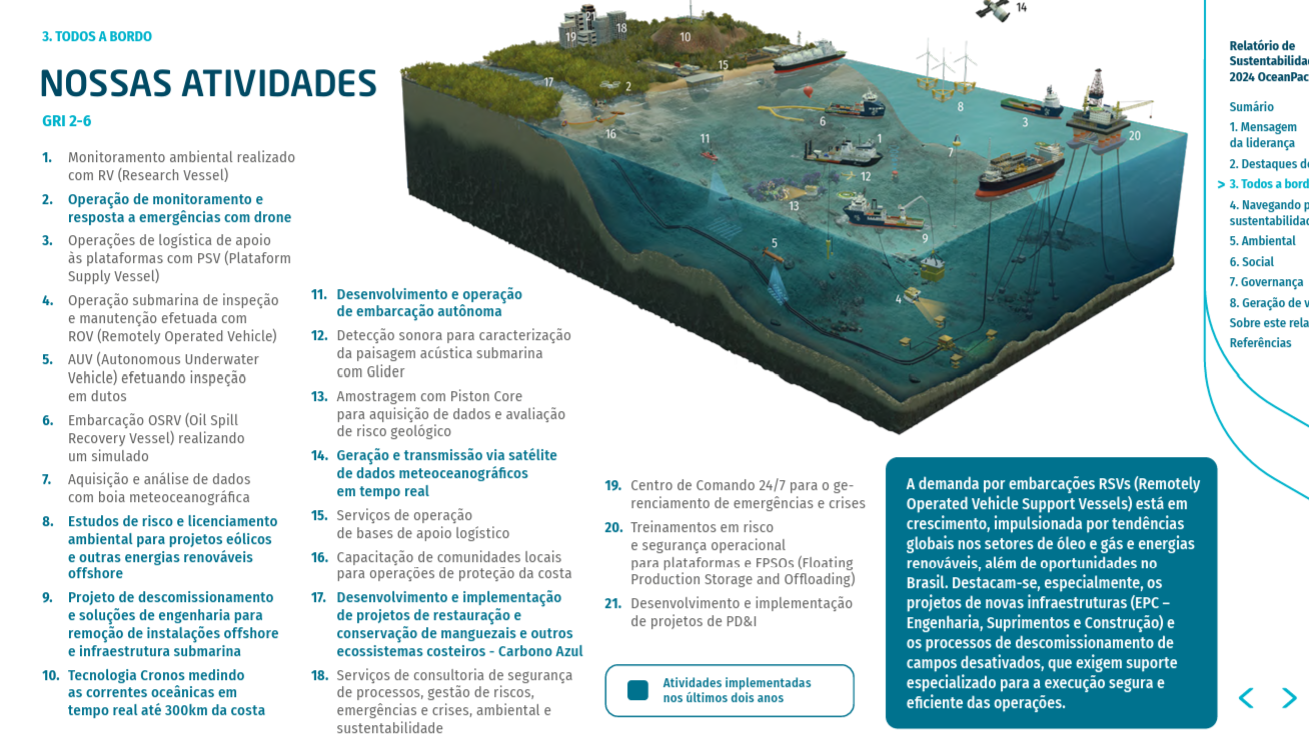 3. TODOS A BORDO
NOSSAS ATIVIDADES
GRI 2-6
1. Monitoramento ambiental realizado
com RV (Research Vessel)
2. Operação de monitoramento e
resposta a emergências com drone
3. Operações de logística de apoio
às plataformas com PSV (Plataform
Supply Vessel)
4. Operação submarina de inspeção
e manutenção efetuada com
ROV (Remotely Operated Vehicle)
5. AUV (Autonomous Underwater
Vehicle) efetuando inspeção
em dutos
6. Embarcação OSRV (Oil Spill
Recovery Vessel) realizando
um simulado
7. Aquisição e análise de dados
com boia meteoceanográfica
8. Estudos de risco e licenciamento
ambiental para projetos eólicos
e outras energias renováveis
offshore
9. Projeto de descomissionamento
e soluções de engenharia para
remoção de instalações offshore
e infraestrutura submarina
10. Tecnologia Cronos medindo
as correntes oceânicas em
tempo real até 300km da costa
11. Desenvolvimento e operação
de embarcação autônoma
12. Detecção sonora para caracterização
da paisagem acústica submarina
com Glider
13. Amostragem com Piston Core
para aquisição de dados e avaliação
de risco geológico
14. Geração e transmissão via satélite
de dados meteoceanográficos
em tempo real
15. Serviços de operação
de bases de apoio logístico
16. Capacitação de comunidades locais
para operações de proteção da costa
17. Desenvolvimento e implementação
de projetos de restauração e
conservação de manguezais e outros
ecossistemas costeiros - Carbono Azul
18. Serviços de consultoria de segurança
de processos, gestão de riscos,
emergências e crises, ambiental e
sustentabilidade
19. Centro de Comando 24/7 para o ge-
renciamento de emergências e crises
20. Treinamentos em risco
e segurança operacional
para plataformas e FPSOs (Floating
Production Storage and Offloading)
21. Desenvolvimento e implementação
de projetos de PD&I
Atividades implementadas
nos últimos dois anos
21
18
19
10
14
15
17
2
16
11
6
1
8
3
20
7
12
13
9
5
4
A demanda por embarcações RSVs (Remotely
Operated Vehicle Support Vessels) está em
crescimento, impulsionada por tendências
globais nos setores de óleo e gás e energias
renováveis, além de oportunidades no
Brasil. Destacam-se, especialmente, os
projetos de novas infraestruturas (EPC –
Engenharia, Suprimentos e Construção) e
os processos de descomissionamento de
campos desativados, que exigem suporte
especializado para a execução segura e
eficiente das operações.
Relatório de
Sustentabilida
2024 OceanPac
Sumário
1. Mensagem
da liderança
2. Destaques d
> 3. Todos a bord
4. Navegando p
sustentabilidad
5. Ambiental
6. Social
7. Governança
8. Geração de v
Sobre este rela
Referências